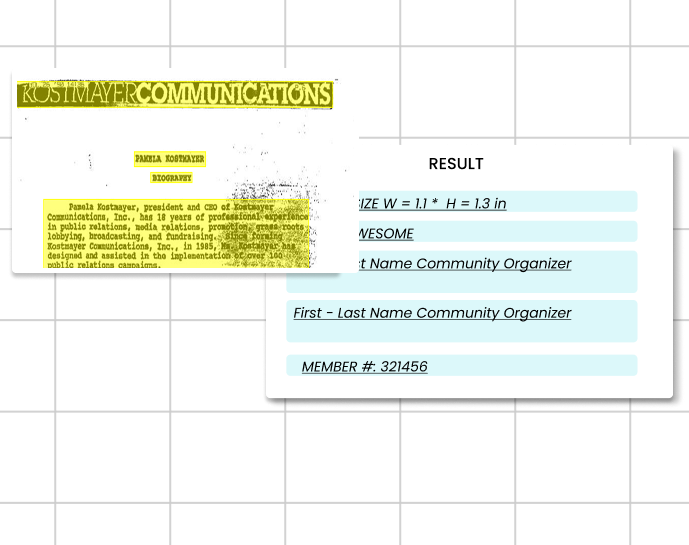 KOSTMAYERCOMMUNICATIONS
PAMELA KOSTMAYER
BIOGRAPHY
Pamela Kostmayer, president and CEO of Kostmayer
Communications, Inc., has 18 years of professional experience
in public relations, media relations, promotion, grass roots
lobbying, broadcasting, and fundraising. Since forming
Kostmayer Communications, Inc., in 1985, Ms. Kostmayer has
designed and assisted in the implementation of over 100
public relations campaigns.
RESULT
IZE W = 1.1 * H = 1.3 in
WESOME
t Name Community Organizer
First - Last Name Community Organizer
MEMBER #: 321456